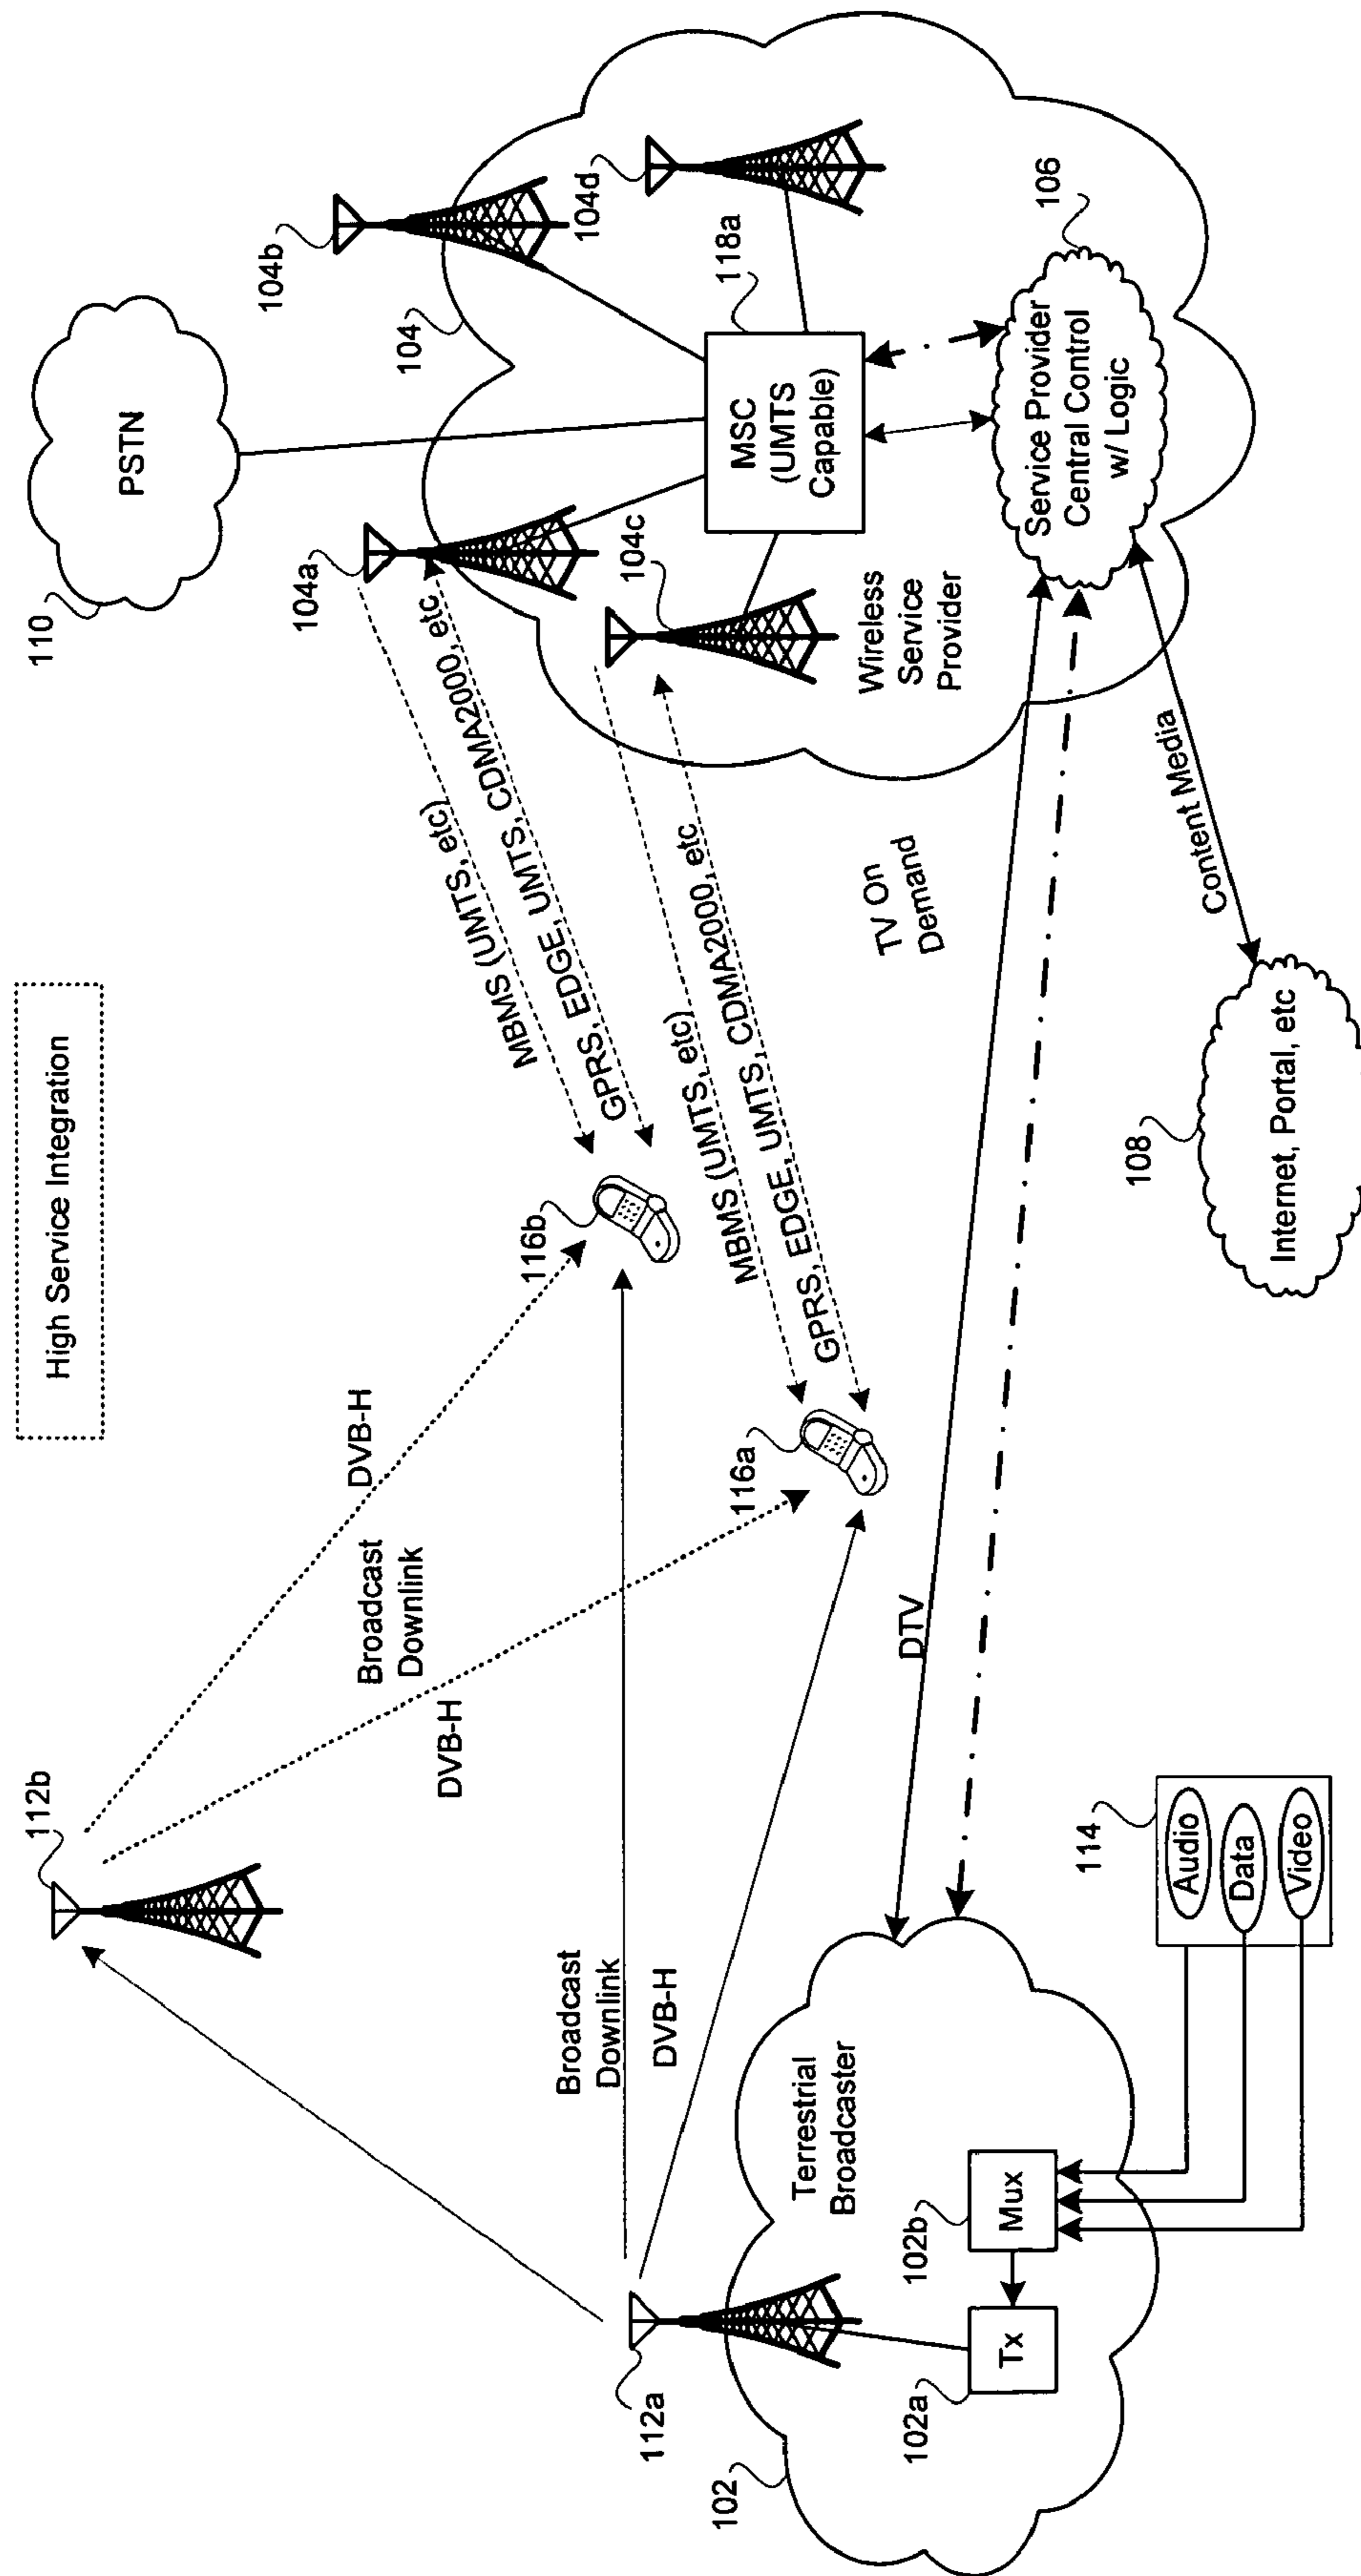 High Service Integration
110
PSTN
112b
104b
104a
104
104d
MBMS (UMTS, etc)
GPRS, EDGE, UMTS, CDMA2000, etc
DVB-H
Broadcast
Downlink
DVB-H
116b
104c
118a
MSC
(UMTS
Capable)
Broadcast
Downlink
DVB-H
112a
MBMS (UMTS, etc)
GPRS, EDGE, UMTS, CDMA2000, etc
116a
Wireless
Service
Provider
TV On
Demand
106
Service Provider
Central Control
w/ Logic
102
Terrestrial
Broadcaster
DTV
102a
Tx
102b
Mux
Content Media
114
Audio
Data
Video
108
Internet, Portal, etc